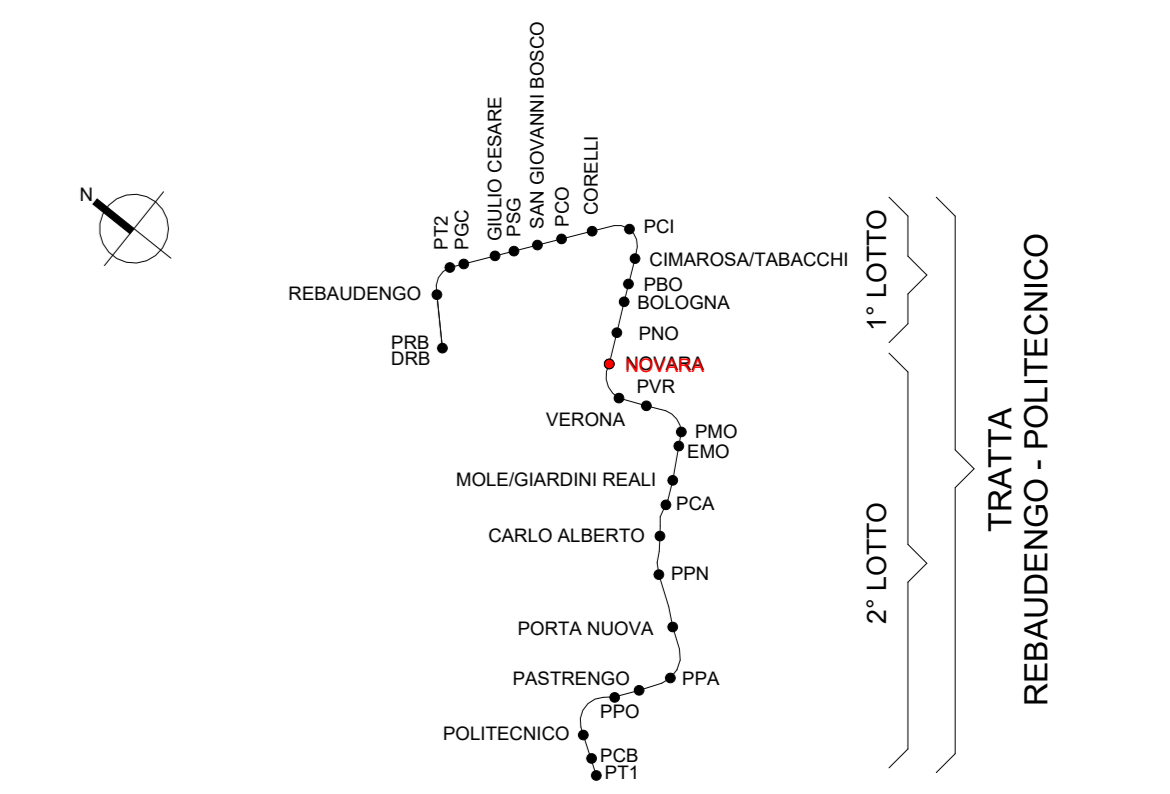 N
PT2
PGC
GIULIO CESARE
PSG
SAN GIOVANNI BOSCO
PCO
CORELLI
PCI
CIMAROSA/TABACCHI
REBAUDENGO
PBO
BOLOGNA
PRB
DRB
PNO
NOVARA
PVR
VERONA
PMO
EMO
MOLE/GIARDINI REALI
PCA
CARLO ALBERTO
PPN
PORTA NUOVA
PASTRENGO
PPA
PPO
POLITECNICO
PCB
PT1
1° LOTTO
2° LOTTO
TRATTA
REBAUDENGO - POLITECNICO